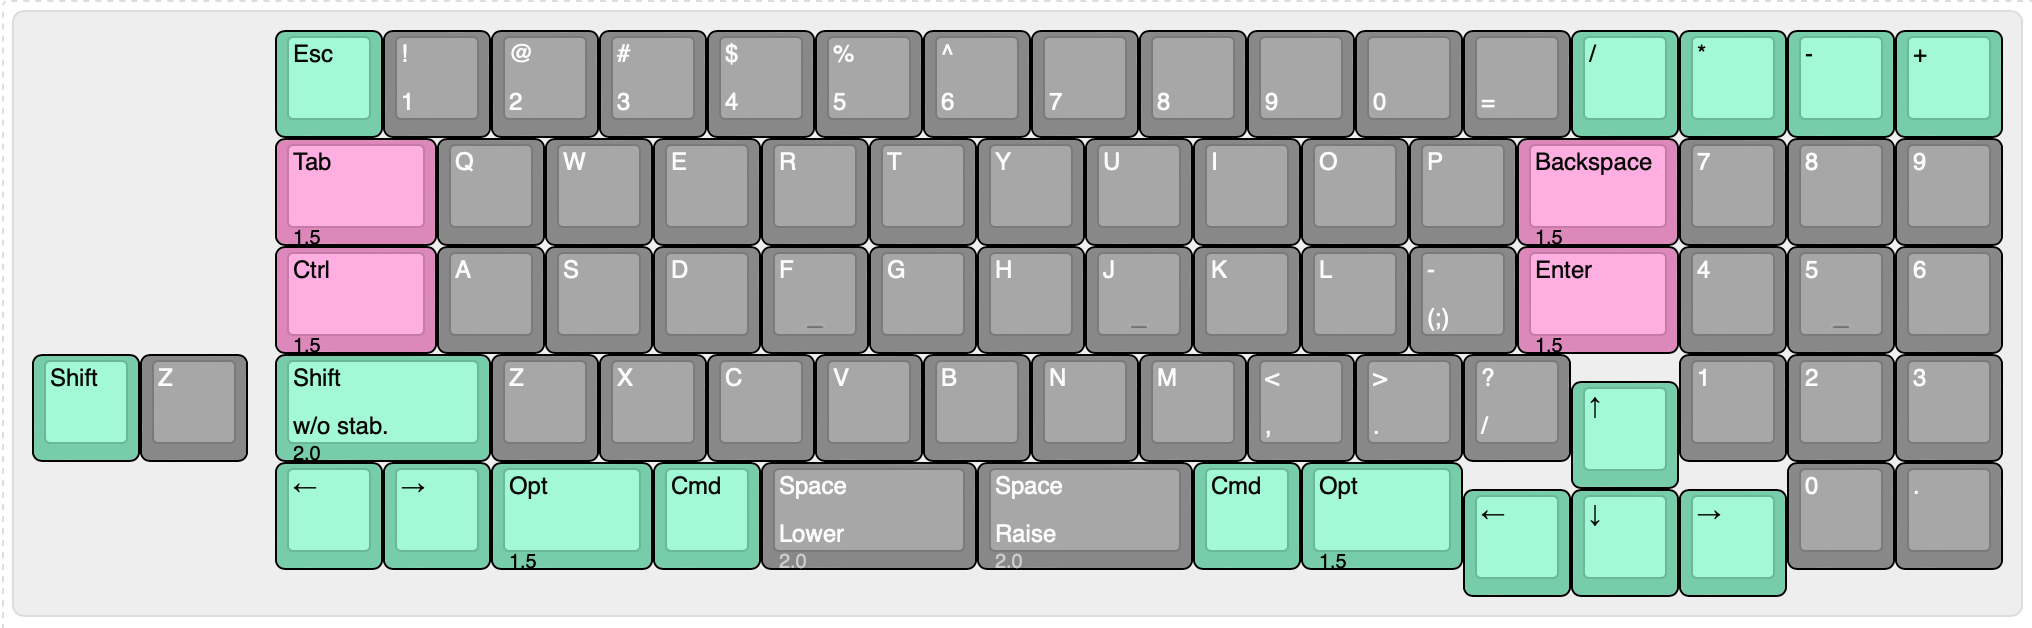 Esc ! @ # $ % ^ / * - +
1 2 3 4 5 6 7 8 9 0 =
Tab Q W E R T Y U I O P Backspace 7 8 9
1.5 1.5
Ctrl A S D F G H J K L - Enter 4 5 6
_ _ (;) _
1.5 1.5
Shift Z Shift Z X C V B N M < > ? ↑ 1 2 3
w/o stab. , . /
2.0
← → Opt Cmd Space Space Cmd Opt ← ↓ → 0 .
Lower Raise
1.5 2.0 2.0 1.5